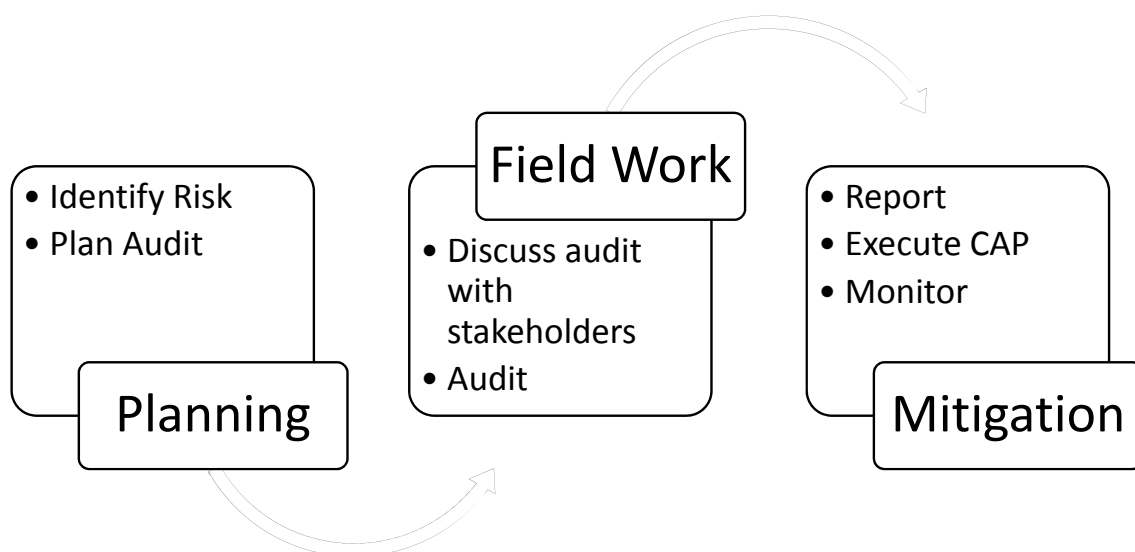 • Identify Risk
• Plan Audit
Planning
Field Work
• Discuss audit
with
stakeholders
• Audit
• Report
• Execute CAP
• Monitor
Mitigation